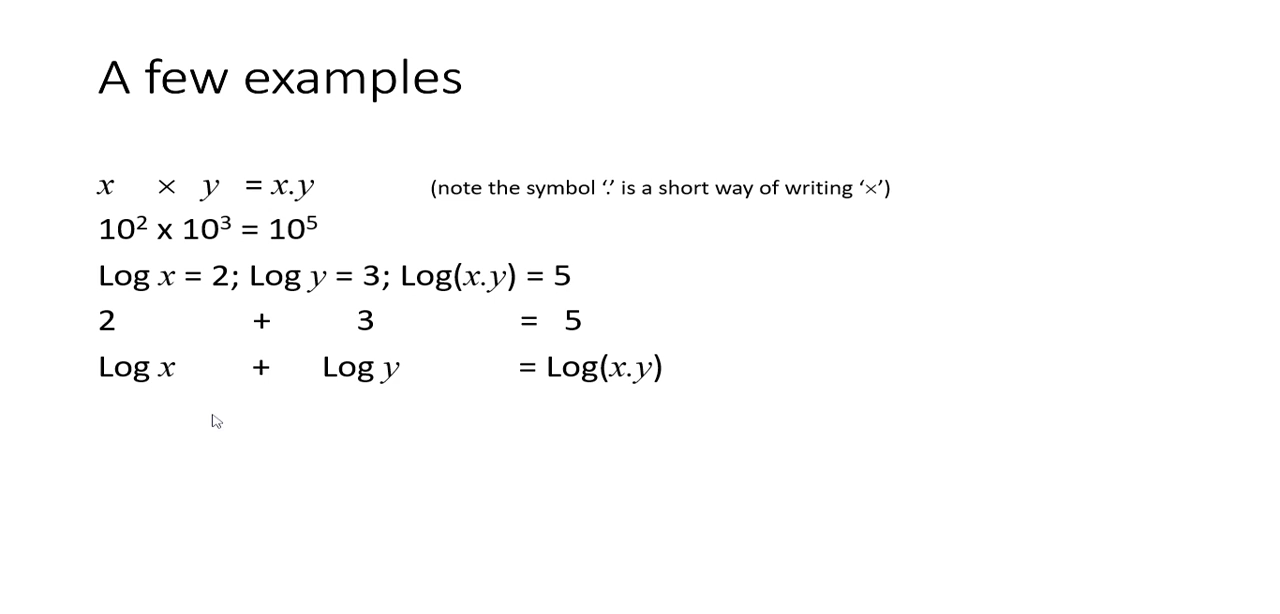 A few examples
x × y = x.y (note the symbol ‘.’ is a short way of writing ‘×’)
10² x 10³ = 10⁵
Log x = 2; Log y = 3; Log(x.y) = 5
2 + 3 = 5
Log x + Log y = Log(x.y)